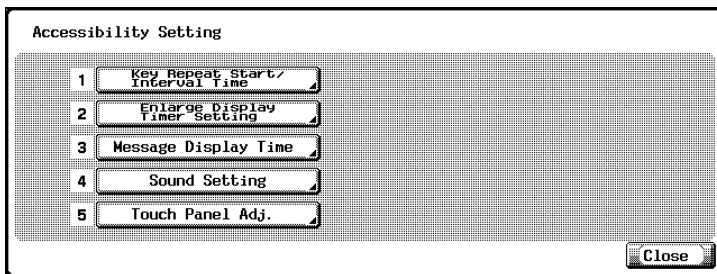 Accessibility Setting
1 Key Repeat Start/
Interval Time
2 Enlarge Display
Timer Setting
3 Message Display Time
4 Sound Setting
5 Touch Panel Adj.
Close